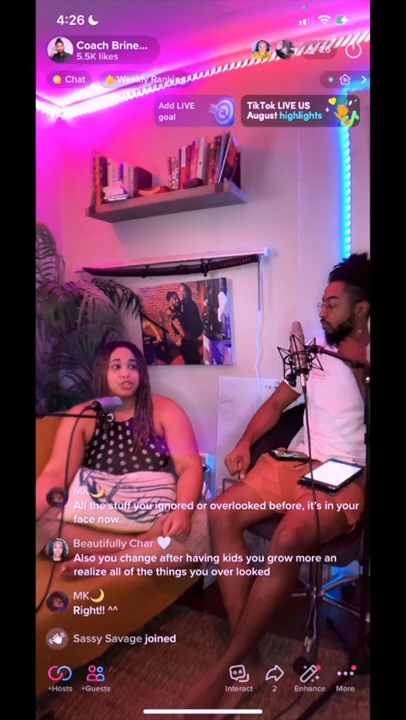 4:26
Coach Brine...
5.5K likes
Chat
Weekly Ranking
Add LIVE
goal
TikTok LIVE US
August highlights
MK🌙
All the stuff you ignored or overlooked before, it's in your
face now.
Beautifully Char 🤍
Also you change after having kids you grow more an
realize all of the things you over looked
MK🌙
Right!! ^^
Sassy Savage joined
+Hosts
+Guests
Interact
2
Enhance
More